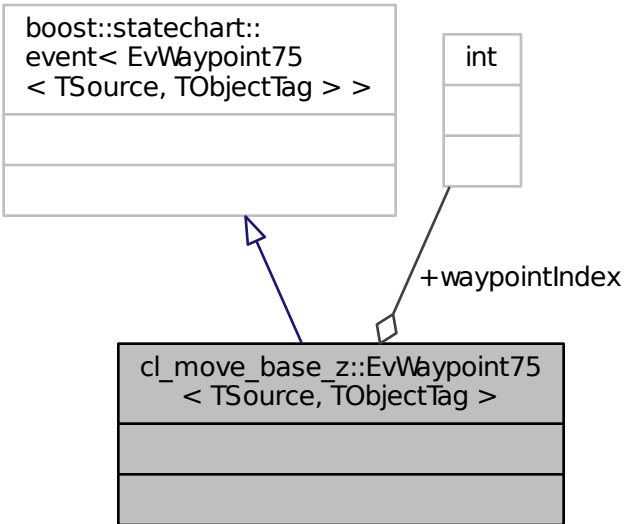 boost::statechart::
event< EvWaypoint75
< TSource, TObjectTag > >
int
+waypointIndex
cl_move_base_z::EvWaypoint75
< TSource, TObjectTag >